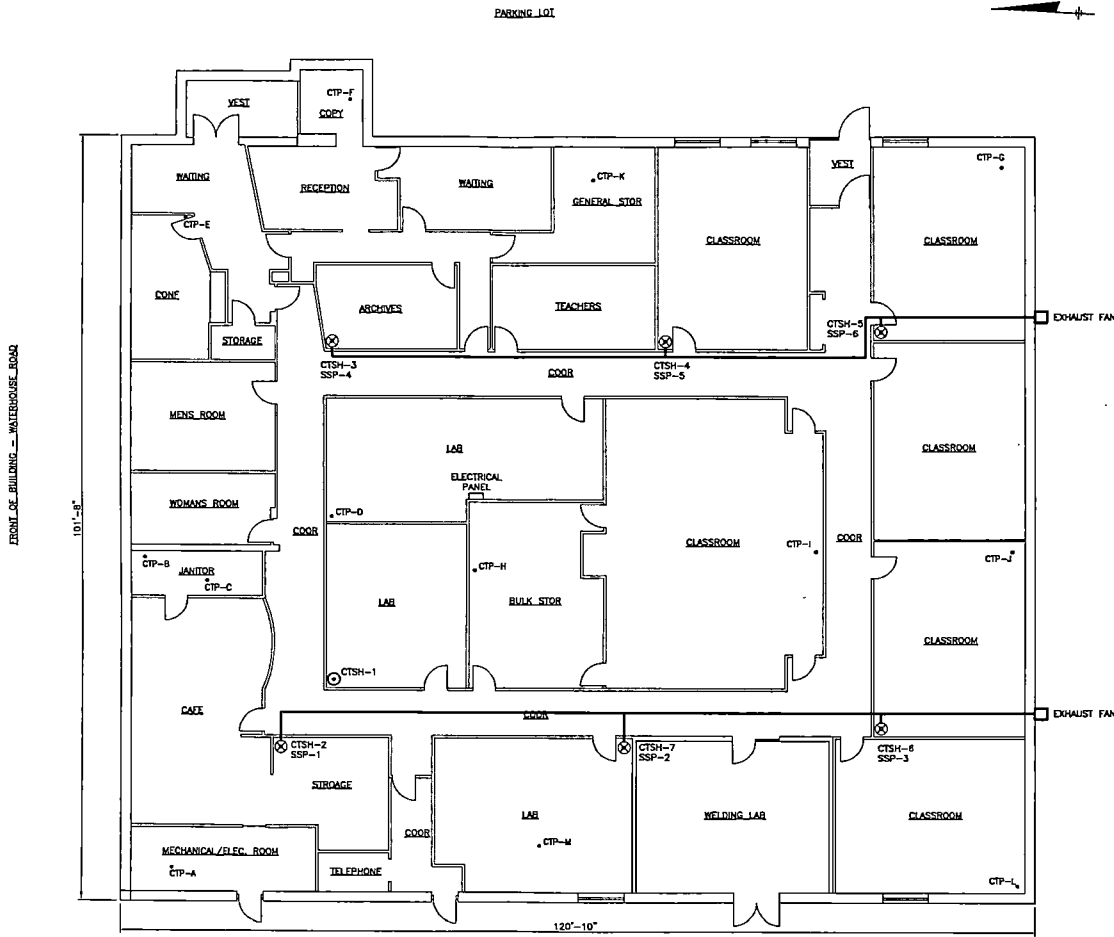 PARKING LOT
VEST
CTP-F
COPY
WAITING
RECEPTION
WAITING
CTP-K
GENERAL STOR
CLASSROOM
VEST
CTP-G
CLASSROOM
CTP-E
CONF
STORAGE
ARCHIVES
TEACHERS
CTSH-3
SSP-4
CTSH-4
SSP-5
CTSH-5
SSP-6
EXHAUST FAN
COOR
MENS ROOM
WOMANS ROOM
FRONT OF BUILDING - WATERHOUSE ROAD
101'-8"
LAB
ELECTRICAL
PANEL
CTP-D
COOR
CLASSROOM
CLASSROOM
CTP-I
COOR
CTP-J
CTP-B
JANITOR
CTP-C
CTP-H
LAB
BULK STOR
CLASSROOM
CTSH-1
CAFE
COOR
EXHAUST FAN
CTSH-2
SSP-1
CTSH-7
SSP-2
CTSH-6
SSP-3
STROAGE
LAB
WELDING LAB
CLASSROOM
COOR
CTP-M
MECHANICAL/ELEC. ROOM
CTP-A
TELEPHONE
CTP-L
120'-10"